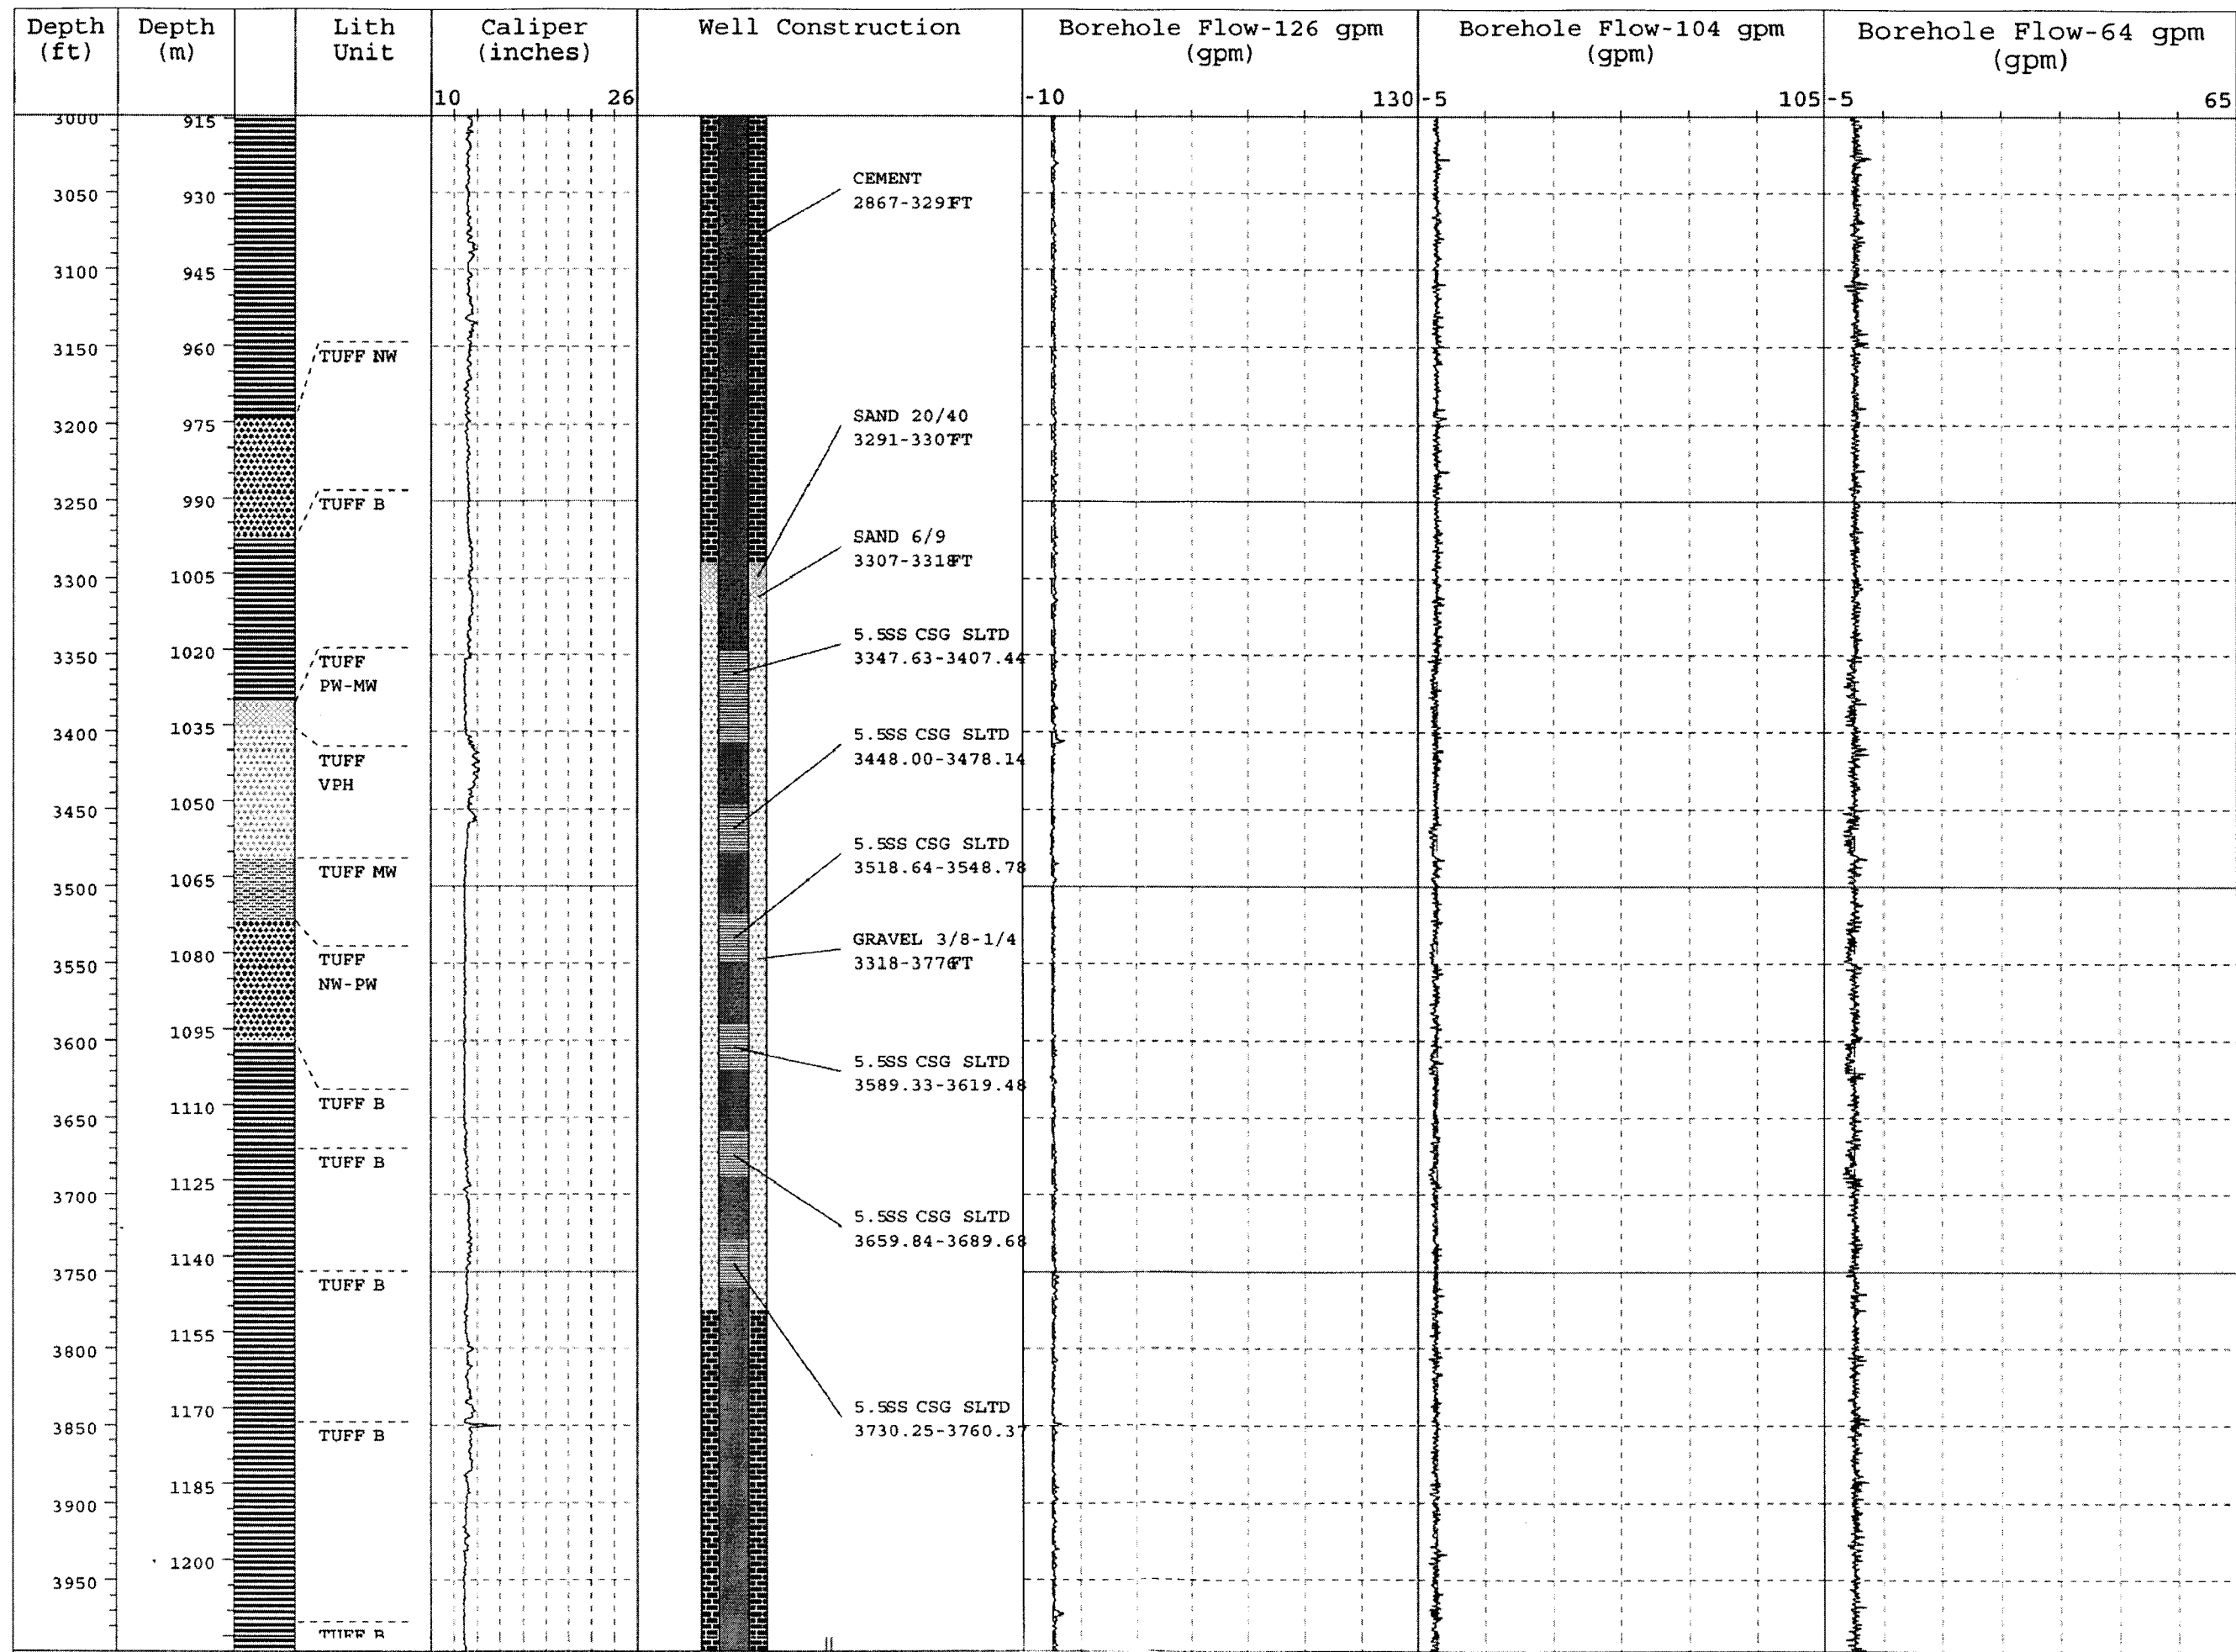 Depth
(ft)
Depth
(m)
Lith
Unit
Caliper
(inches)
Well Construction
Borehole Flow-126 gpm
(gpm)
Borehole Flow-104 gpm
(gpm)
Borehole Flow-64 gpm
(gpm)
10 26
-10 130
-5 105
-5 65
3000
3050
3100
3150
3200
3250
3300
3350
3400
3450
3500
3550
3600
3650
3700
3750
3800
3850
3900
3950
915
930
945
960
975
990
1005
1020
1035
1050
1065
1080
1095
1110
1125
1140
1155
1170
1185
1200
TUFF NW
TUFF B
TUFF
PW-MW
TUFF
VPH
TUFF MW
TUFF
NW-PW
TUFF B
TUFF B
TUFF B
TUFF B
TUFF B
CEMENT
2867-3291FT
SAND 20/40
3291-3307FT
SAND 6/9
3307-3318FT
5.5SS CSG SLTD
3347.63-3407.44
5.5SS CSG SLTD
3448.00-3478.14
5.5SS CSG SLTD
3518.64-3548.78
GRAVEL 3/8-1/4
3318-3776FT
5.5SS CSG SLTD
3589.33-3619.48
5.5SS CSG SLTD
3659.84-3689.68
5.5SS CSG SLTD
3730.25-3760.37